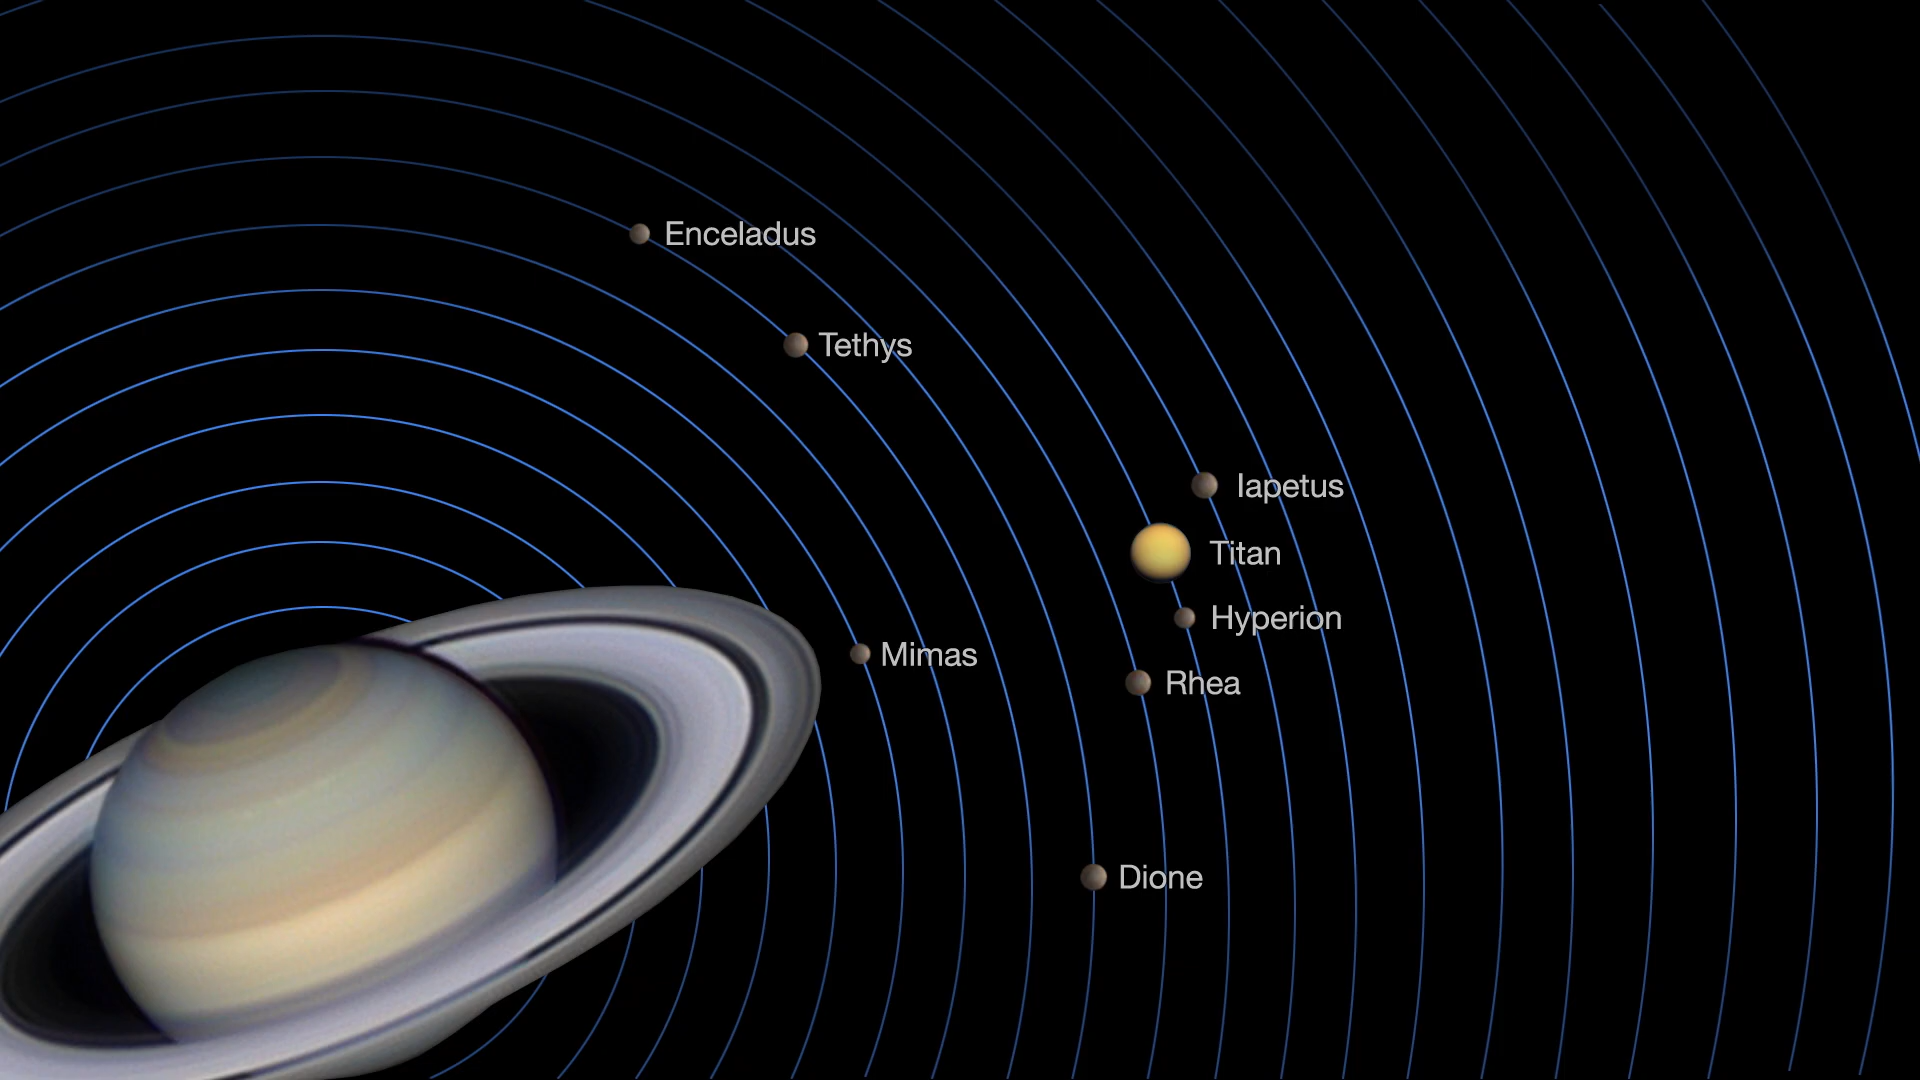 Enceladus
Tethys
Iapetus
Titan
Hyperion
Mimas
Rhea
Dione